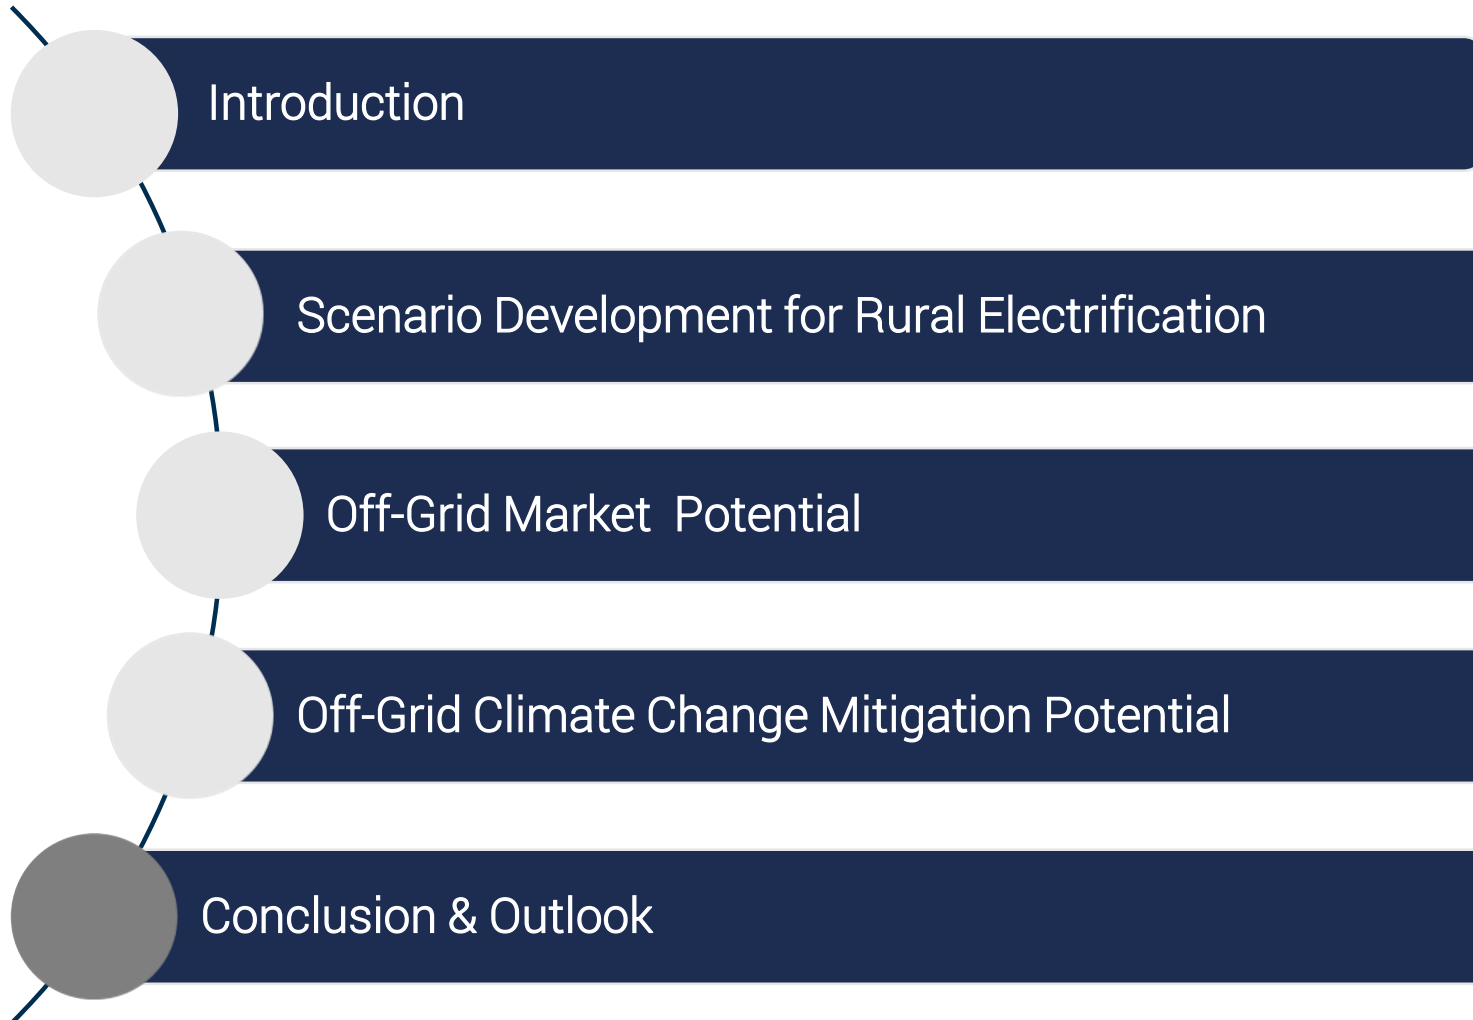 Introduction
Scenario Development for Rural Electrification
Off-Grid Market  Potential
Off-Grid Climate Change Mitigation Potential
Conclusion & Outlook